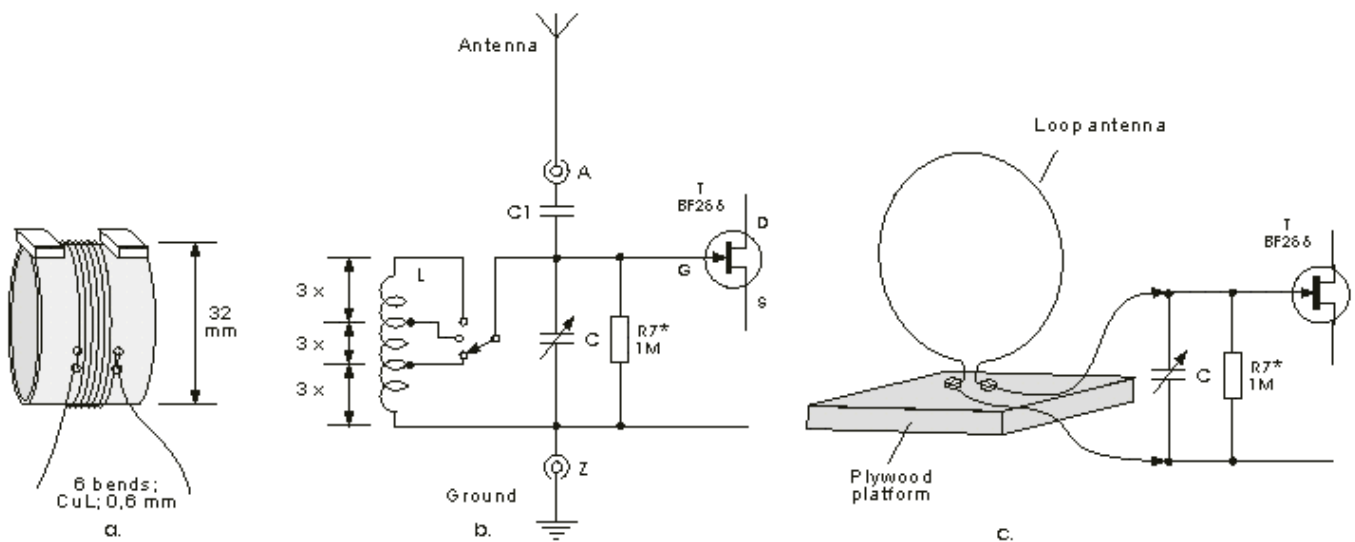 32
mm
6 bends;
CuL; 0,6 mm
a.
Antenna
A
C1
T
BF256
D
G
S
L
3 x
3 x
3 x
C
R7*
1M
Z
Ground
b.
Loop antenna
T
BF256
C
R7*
1M
Plywood
platform
c.